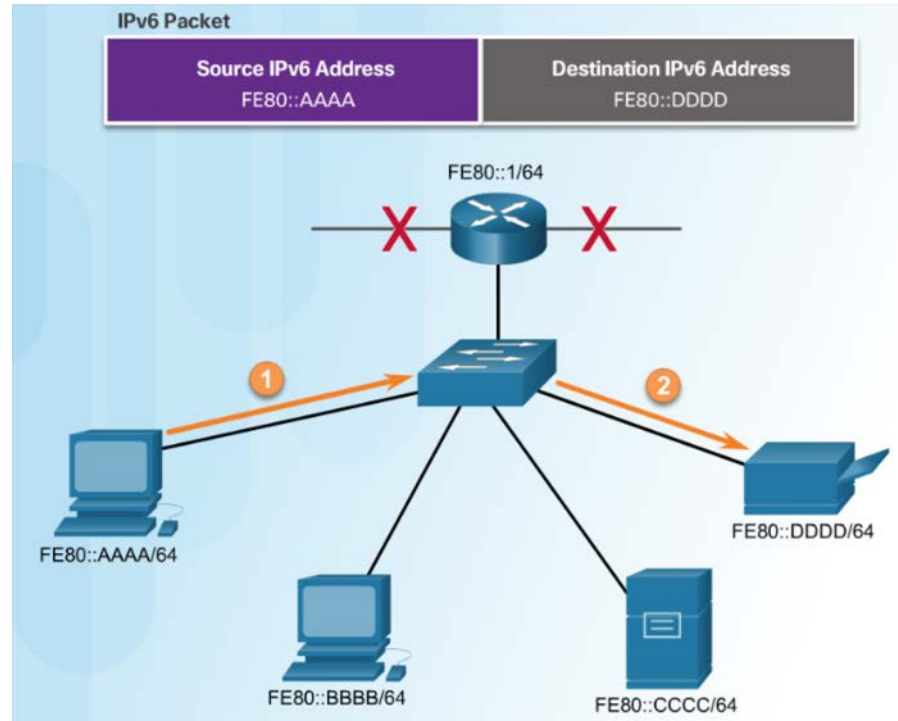 IPv6 Packet
Source IPv6 Address
FE80::AAAA
Destination IPv6 Address
FE80::DDDD
FE80::1/64
X
X
1
2
FE80::AAAA/64
FE80::DDDD/64
FE80::BBBB/64
FE80::CCCC/64